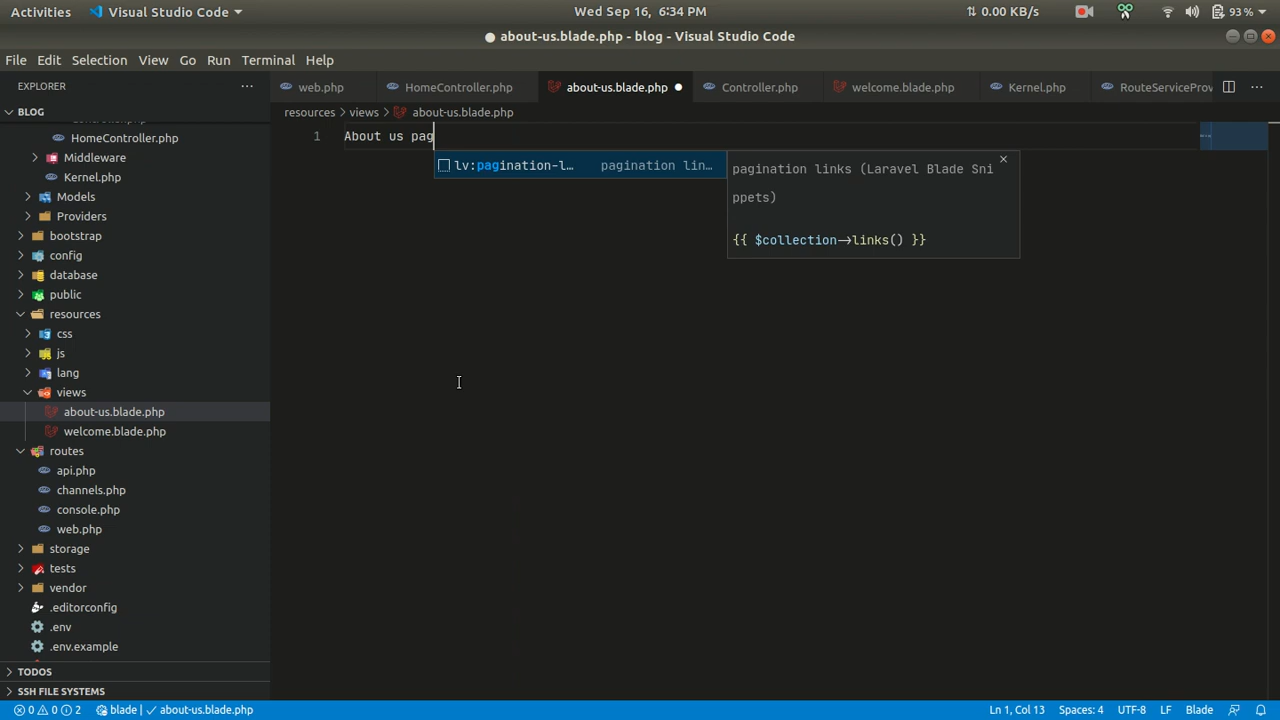 Activities Visual Studio Code Wed Sep 16, 6:34 PM 0.00 KB/s 93 %
● about-us.blade.php - blog - Visual Studio Code
File Edit Selection View Go Run Terminal Help
EXPLORER ··· web.php HomeController.php about-us.blade.php ● Controller.php welcome.blade.php Kernel.php RouteServiceProv ···
BLOG
resources > views > about-us.blade.php
1 About us pag
lv:pagination-l… pagination lin…
pagination links (Laravel Blade Sni
ppets)
{{ $collection->links() }}
HomeController.php
Middleware
Kernel.php
Models
Providers
bootstrap
config
database
public
resources
css
js
lang
views
about-us.blade.php
welcome.blade.php
routes
api.php
channels.php
console.php
web.php
storage
tests
vendor
.editorconfig
.env
.env.example
TODOS
SSH FILE SYSTEMS
0 0 2 blade | ✓ about-us.blade.php Ln 1, Col 13 Spaces: 4 UTF-8 LF Blade